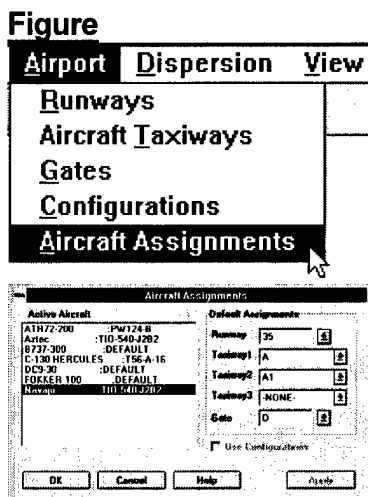 Figure
Airport Dispersion View
Runways
Aircraft Taxiways
Gates
Configurations
Aircraft Assignments
Aircraft Assignments
Active Aircraft
Default Assignments
ATR72-200 :PW124-B
Aztec :TIO-540-J2B2
B737-300 :DEFAULT
C-130 HERCULES :T56-A-16
DC9-30 :DEFAULT
FOKKER 100 :DEFAULT
Navajo TIO-540-J2B2
Runway 35
Taxiway1 A
Taxiway2 A1
Taxiway3 -NONE-
Gate D
Use Configurations
OK Cancel Help Apply